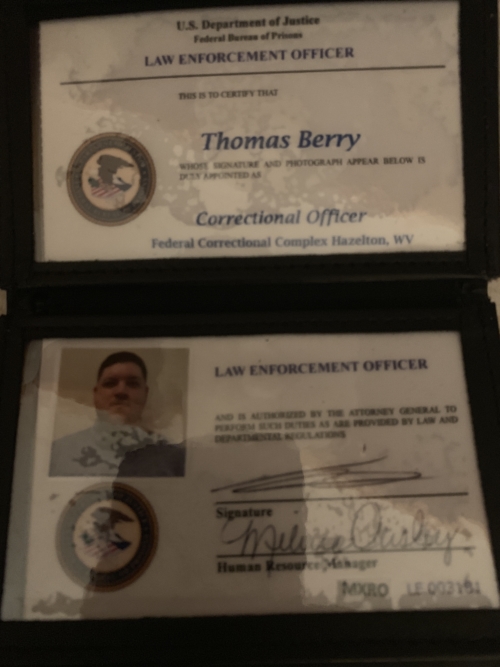 U.S. Department of Justice
Federal Bureau of Prisons
LAW ENFORCEMENT OFFICER
THIS IS TO CERTIFY THAT
Thomas Berry
WHOSE SIGNATURE AND PHOTOGRAPH APPEAR BELOW IS
DULY APPOINTED AS
Correctional Officer
Federal Correctional Complex Hazelton, WV
LAW ENFORCEMENT OFFICER
AND IS AUTHORIZED BY THE ATTORNEY GENERAL TO
PERFORM SUCH DUTIES AS ARE PROVIDED BY LAW AND
DEPARTMENTAL REGULATIONS
Signature
Human Resource Manager
MXRO LE 003181